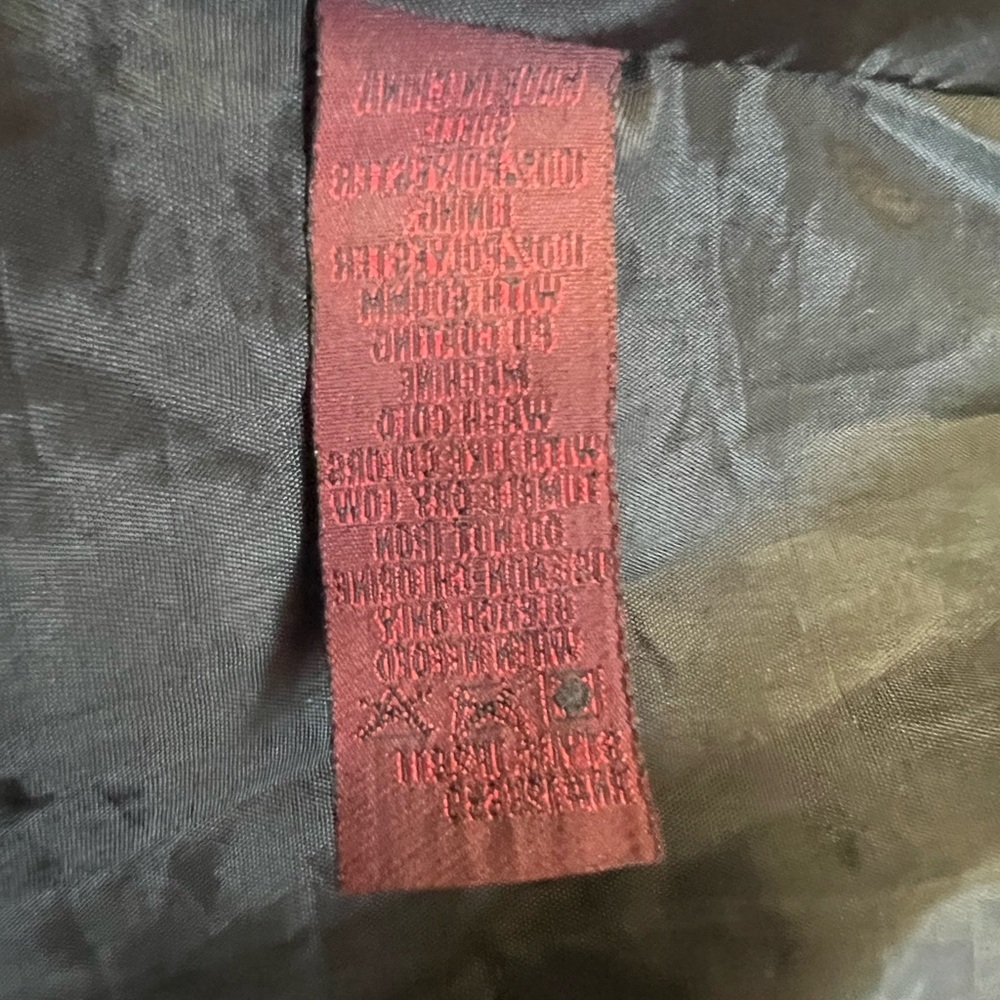 MADE IN CHINA
SHELL
100% POLYESTER
LINING:
100% POLYESTER
WITH
PU COATING
MACHINE
WASH COLD
WITH LIKE COLORS
TUMBLE DRY LOW
DO NOT IRON
USE NON-CHLORINE
BLEACH ONLY
WHEN NEEDED